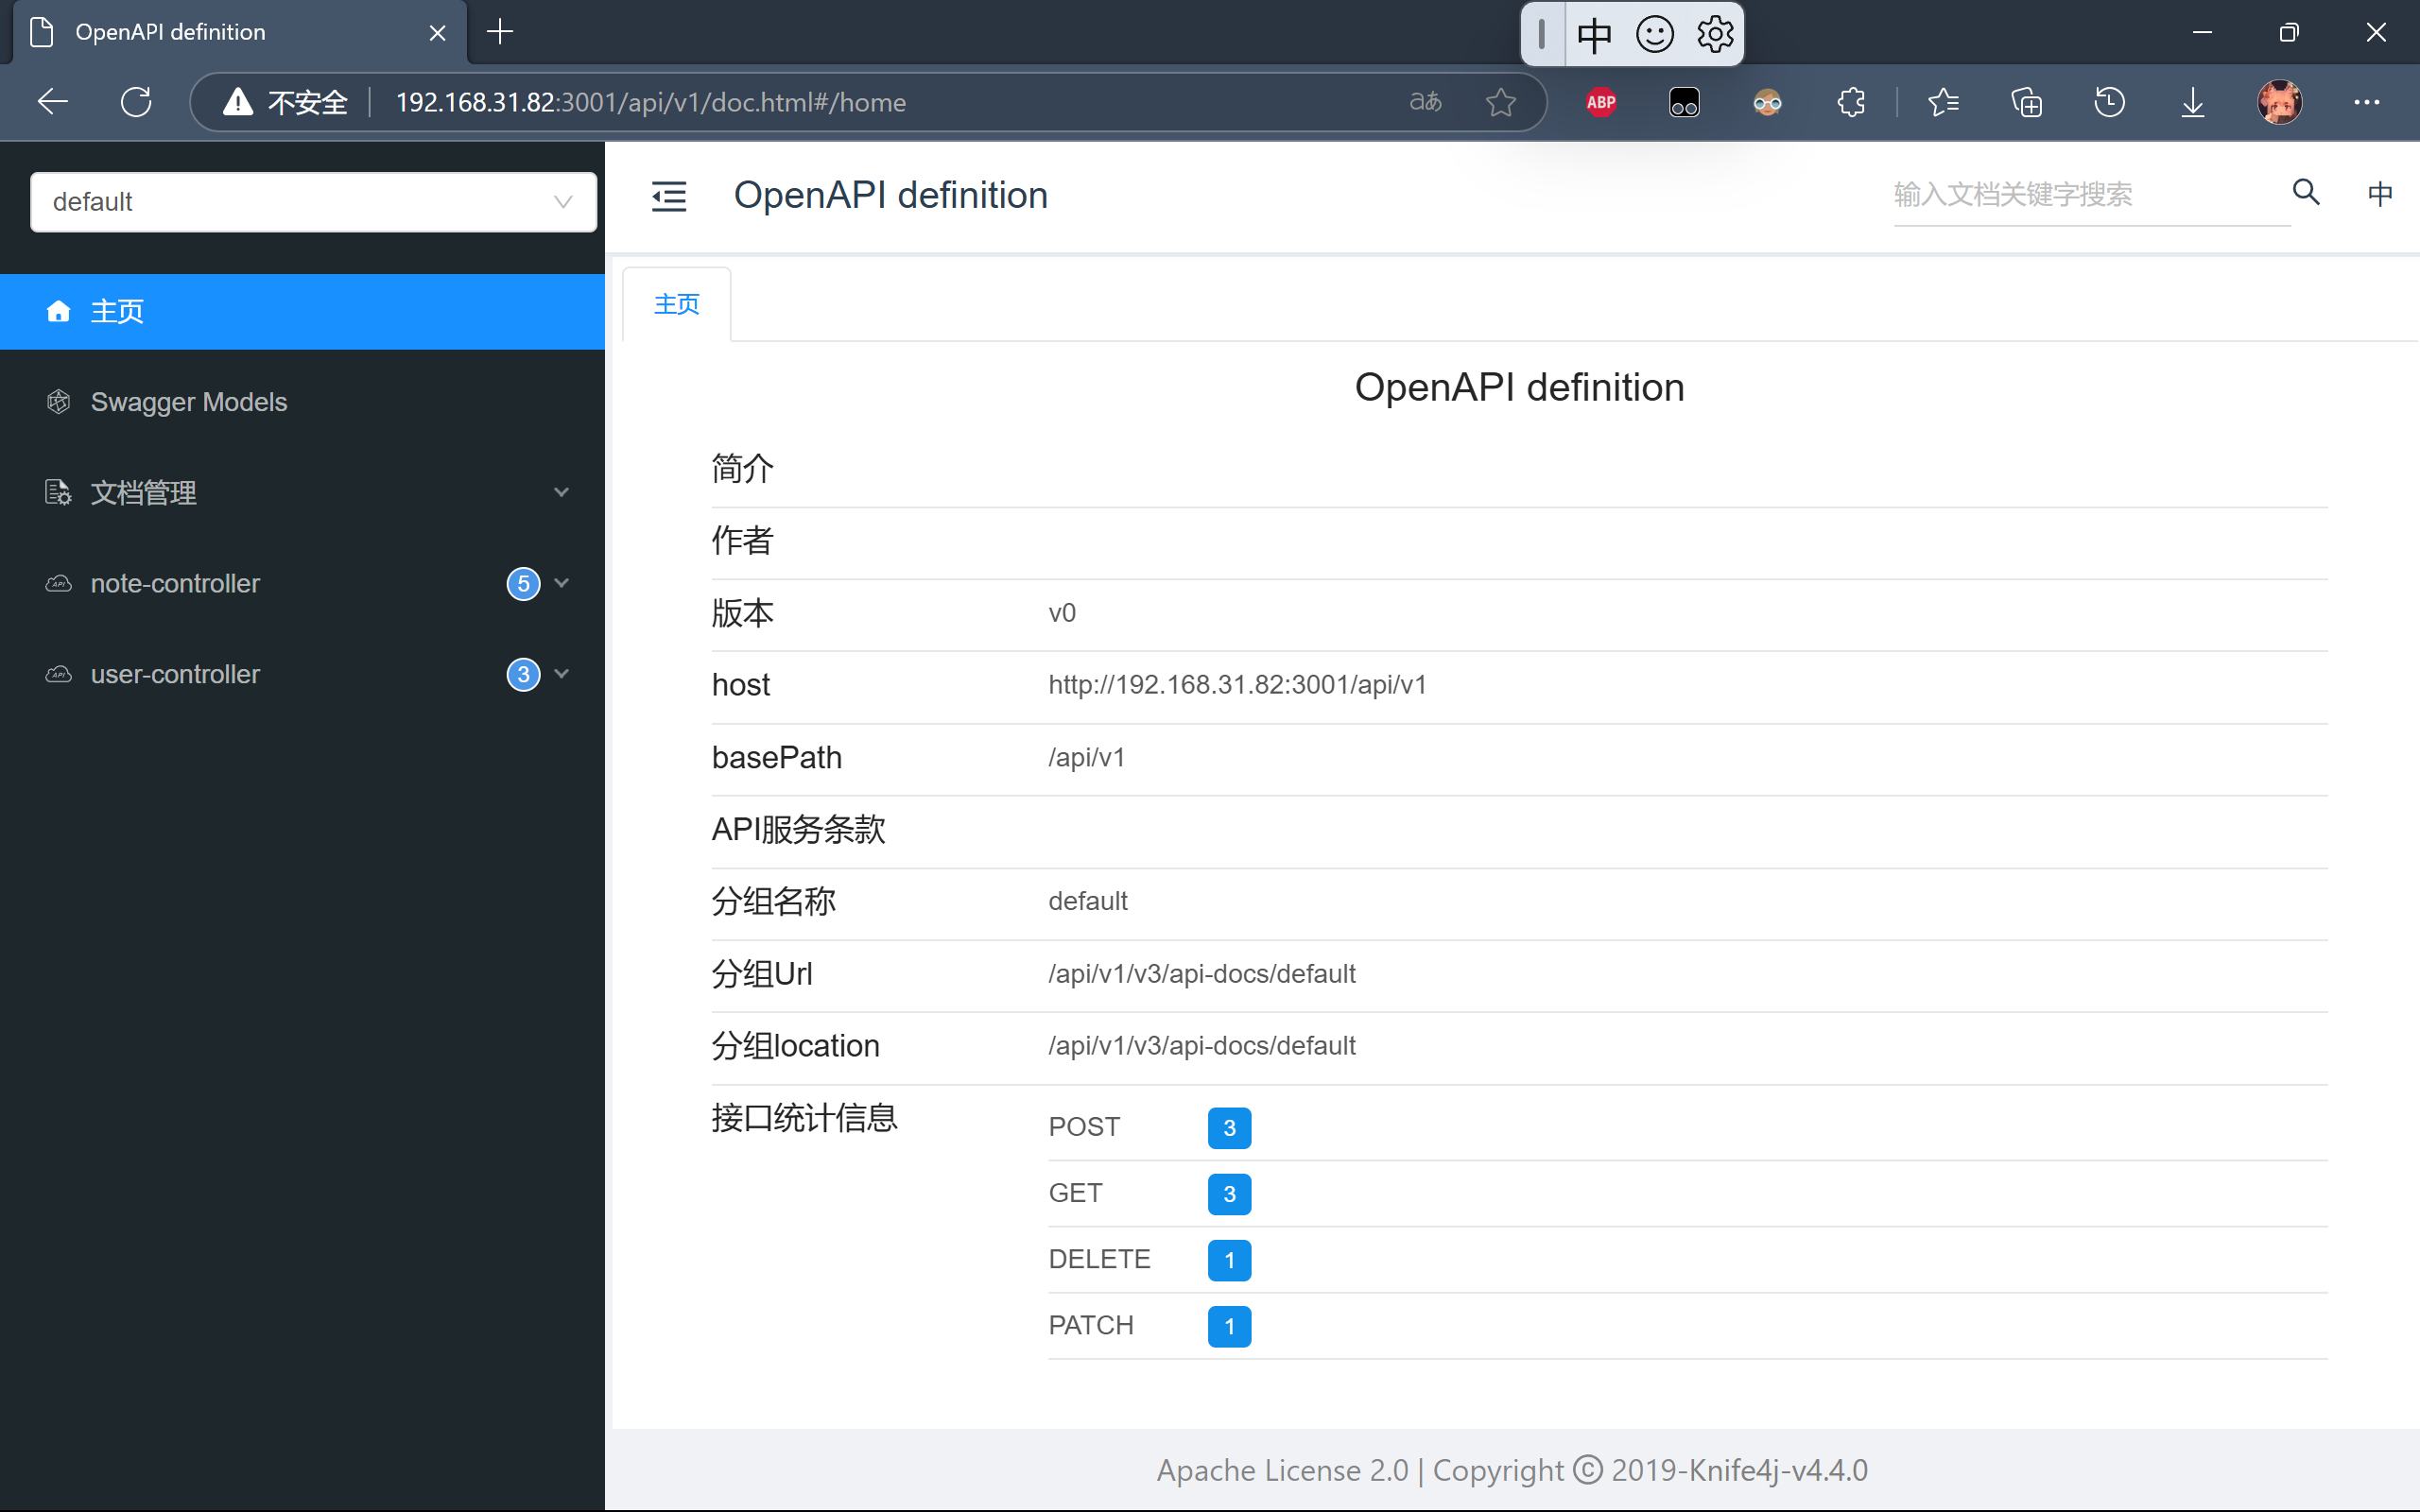 OpenAPI definition
中
不安全 192.168.31.82:3001/api/v1/doc.html#/home
aあ
ABP
default
主页
Swagger Models
文档管理
note-controller 5
user-controller 3
OpenAPI definition
输入文档关键字搜索
中
主页
OpenAPI definition
简介
作者
版本 v0
host http://192.168.31.82:3001/api/v1
basePath /api/v1
API服务条款
分组名称 default
分组Url /api/v1/v3/api-docs/default
分组location /api/v1/v3/api-docs/default
接口统计信息
POST 3
GET 3
DELETE 1
PATCH 1
Apache License 2.0 | Copyright © 2019-Knife4j-v4.4.0